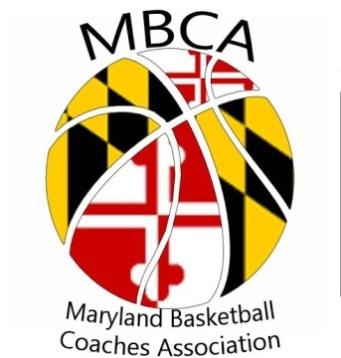 MBCA
Maryland Basketball
Coaches Association